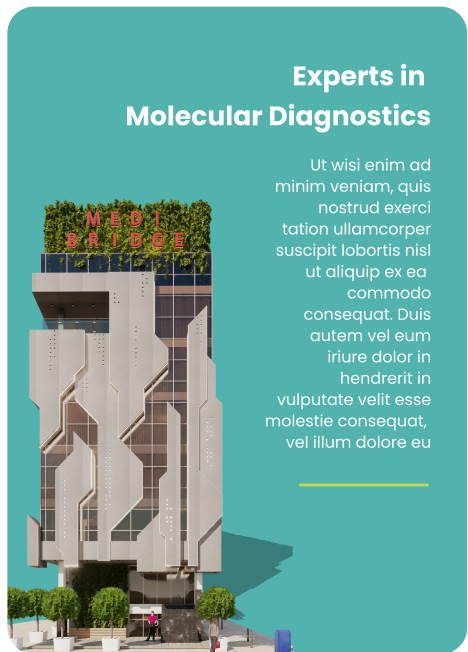 Experts in
Molecular Diagnostics
Ut wisi enim ad
minim veniam, quis
nostrud exerci
tation ullamcorper
suscipit lobortis nisl
ut aliquip ex ea
commodo
consequat. Duis
autem vel eum
iriure dolor in
hendrerit in
vulputate velit esse
molestie consequat,
vel illum dolore eu
MEDI
BRIDGE